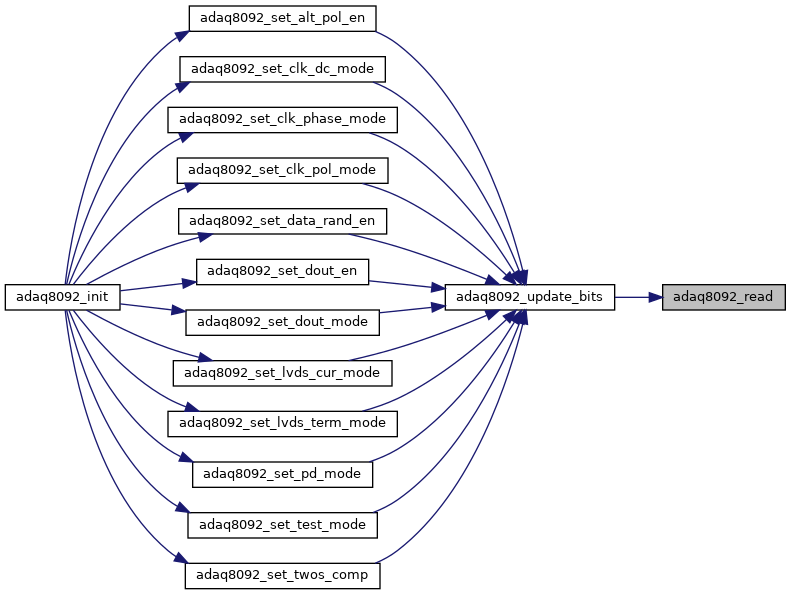 adaq8092_set_alt_pol_en
adaq8092_set_clk_dc_mode
adaq8092_set_clk_phase_mode
adaq8092_set_clk_pol_mode
adaq8092_set_data_rand_en
adaq8092_set_dout_en
adaq8092_init
adaq8092_update_bits
adaq8092_read
adaq8092_set_dout_mode
adaq8092_set_lvds_cur_mode
adaq8092_set_lvds_term_mode
adaq8092_set_pd_mode
adaq8092_set_test_mode
adaq8092_set_twos_comp